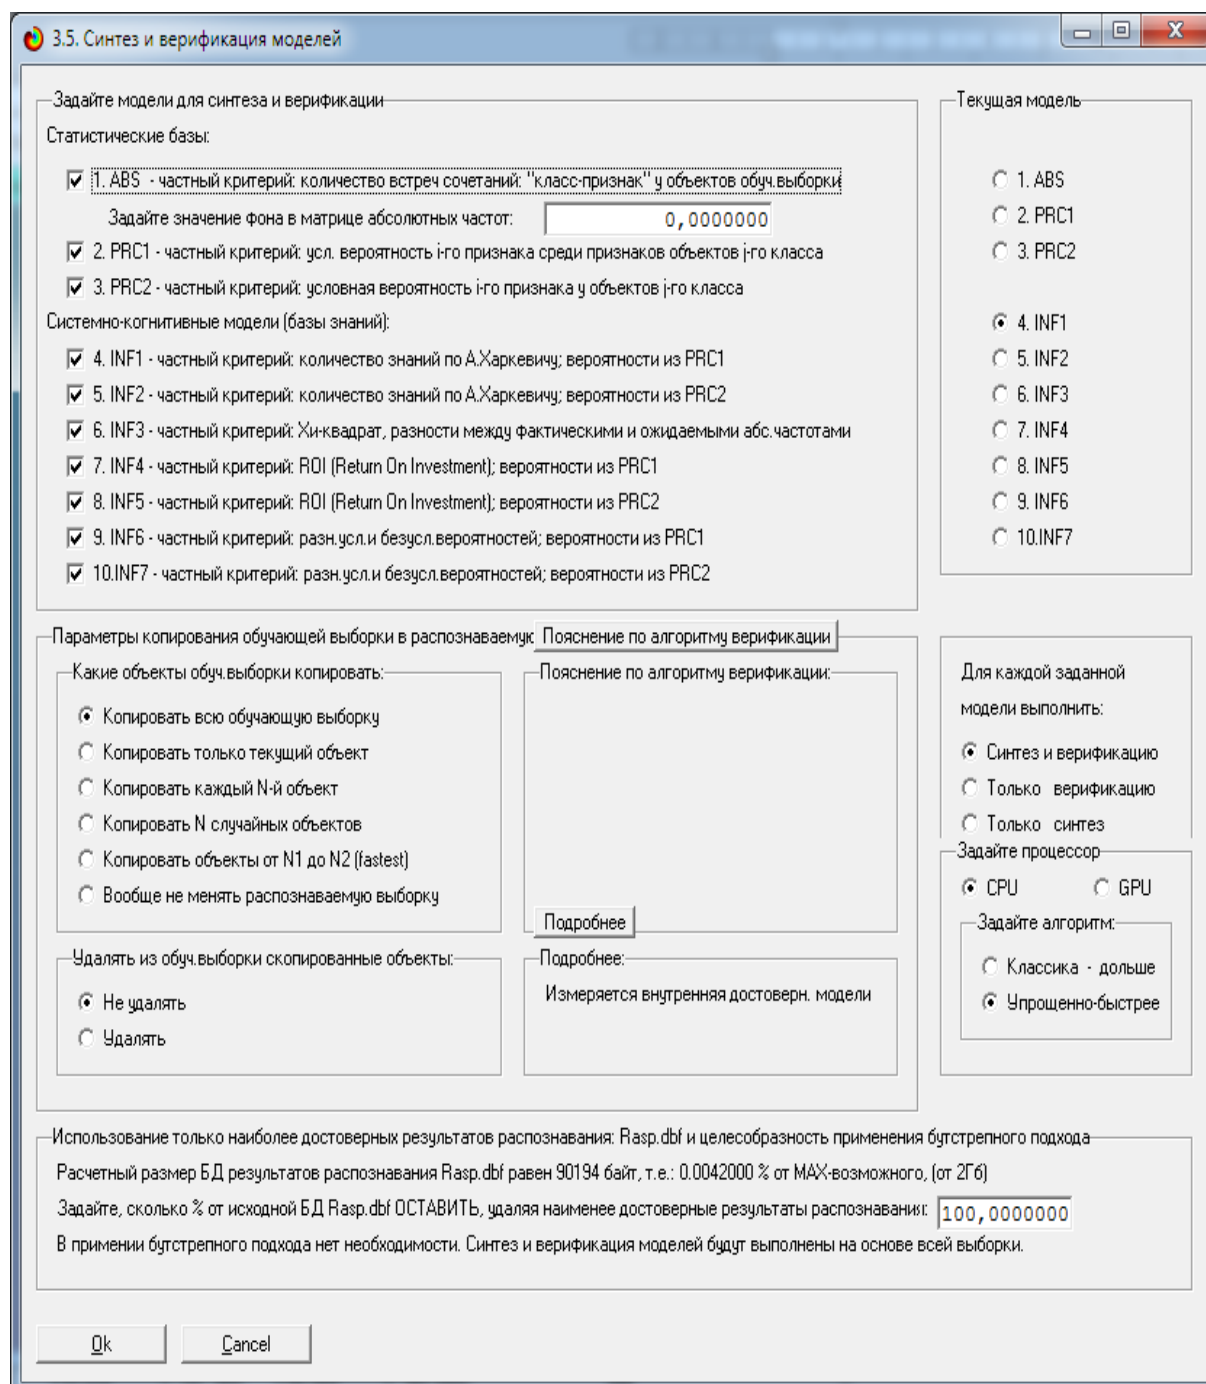 3.5. Синтез и верификация моделей
Задайте модели для синтеза и верификации
Статистические базы:
1. ABS - частный критерий: количество встреч сочетаний: "класс-признак" у объектов обуч.выборки
Задайте значение фона в матрице абсолютных частот: 0,0000000
2. PRC1 - частный критерий: усл. вероятность i-го признака среди признаков объектов j-го класса
3. PRC2 - частный критерий: условная вероятность i-го признака у объектов j-го класса
Системно-когнитивные модели (базы знаний):
4. INF1 - частный критерий: количество знаний по А.Харкевичу; вероятности из PRC1
5. INF2 - частный критерий: количество знаний по А.Харкевичу; вероятности из PRC2
6. INF3 - частный критерий: Хи-квадрат, разности между фактическими и ожидаемыми абс.частотами
7. INF4 - частный критерий: ROI (Return On Investment); вероятности из PRC1
8. INF5 - частный критерий: ROI (Return On Investment); вероятности из PRC2
9. INF6 - частный критерий: разн.усл.и безусл.вероятностей; вероятности из PRC1
10.INF7 - частный критерий: разн.усл.и безусл.вероятностей; вероятности из PRC2
Текущая модель
1. ABS
2. PRC1
3. PRC2
4. INF1
5. INF2
6. INF3
7. INF4
8. INF5
9. INF6
10.INF7
Параметры копирования обучающей выборки в распознаваемую
Пояснение по алгоритму верификации
Какие объекты обуч.выборки копировать:
Копировать всю обучающую выборку
Копировать только текущий объект
Копировать каждый N-й объект
Копировать N случайных объектов
Копировать объекты от N1 до N2 (fastest)
Вообще не менять распознаваемую выборку
Пояснение по алгоритму верификации:
Подробнее
Удалять из обуч.выборки скопированные объекты:
Не удалять
Удалять
Подробнее:
Измеряется внутренняя достоверн. модели
Для каждой заданной
модели выполнить:
Синтез и верификацию
Только верификацию
Только синтез
Задайте процессор
CPU GPU
Задайте алгоритм:
Классика - дольше
Упрощенно-быстрее
Использование только наиболее достоверных результатов распознавания: Rasp.dbf и целесобразность применения бутстрепного подхода
Расчетный размер БД результатов распознавания Rasp.dbf равен 90194 байт, т.е.: 0.0042000 % от MAX-возможного, (от 2Гб)
Задайте, сколько % от исходной БД Rasp.dbf ОСТАВИТЬ, удаляя наименее достоверные результаты распознавания: 100,0000000
В примении бутстрепного подхода нет необходимости. Синтез и верификация моделей будут выполнены на основе всей выборки.
Ok Cancel